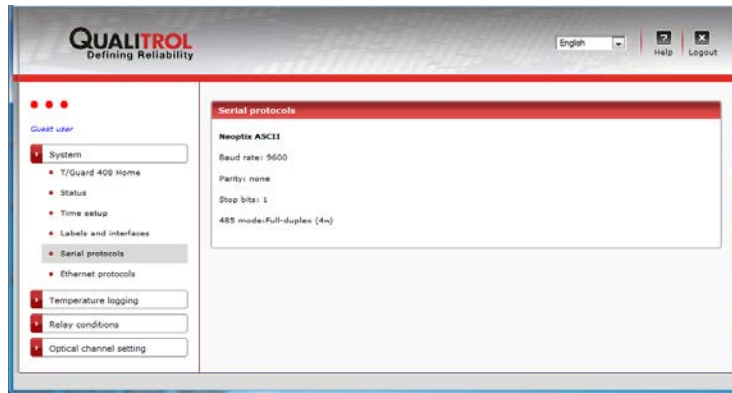 QUALITROL
Defining Reliability
English
Help
Logout
Guest user
System
T/Guard 408 Home
Status
Time setup
Labels and interfaces
Serial protocols
Ethernet protocols
Temperature logging
Relay conditions
Optical channel setting
Serial protocols
Neoptix ASCII
Baud rate: 9600
Parity: none
Stop bits: 1
485 mode:Full-duplex (4w)